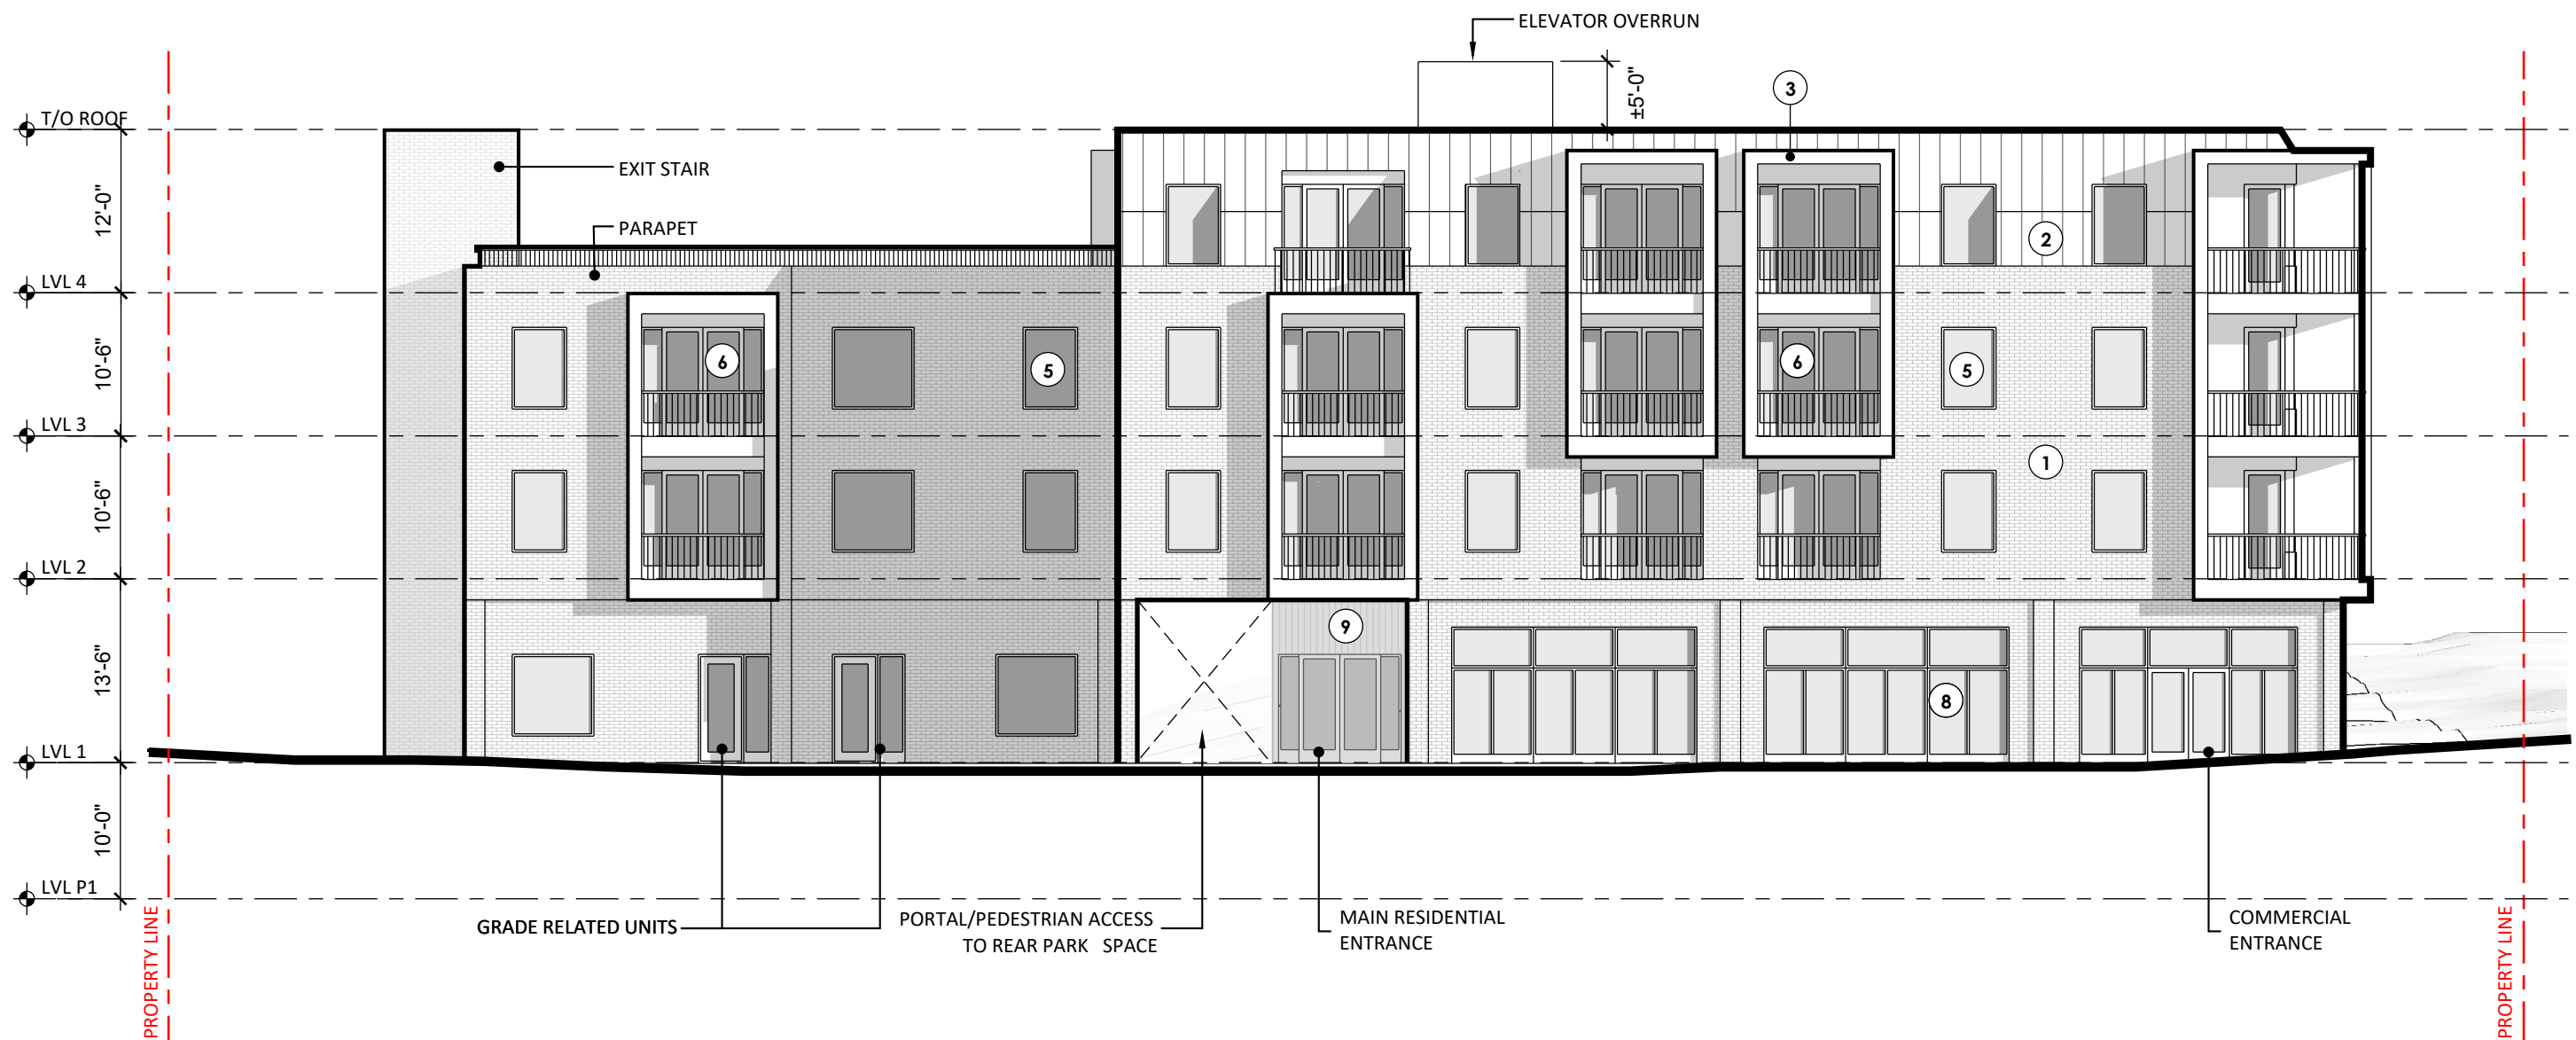 ELEVATOR OVERRUN
±5'-0"
3
T/O ROOF
EXIT STAIR
12'-0"
PARAPET
2
LVL 4
10'-6"
6
5
6
5
LVL 3
1
10'-6"
LVL 2
9
13'-6"
8
LVL 1
10'-0"
LVL P1
GRADE RELATED UNITS
PORTAL/PEDESTRIAN ACCESS
TO REAR PARK SPACE
MAIN RESIDENTIAL
ENTRANCE
COMMERCIAL
ENTRANCE
PROPERTY LINE
PROPERTY LINE